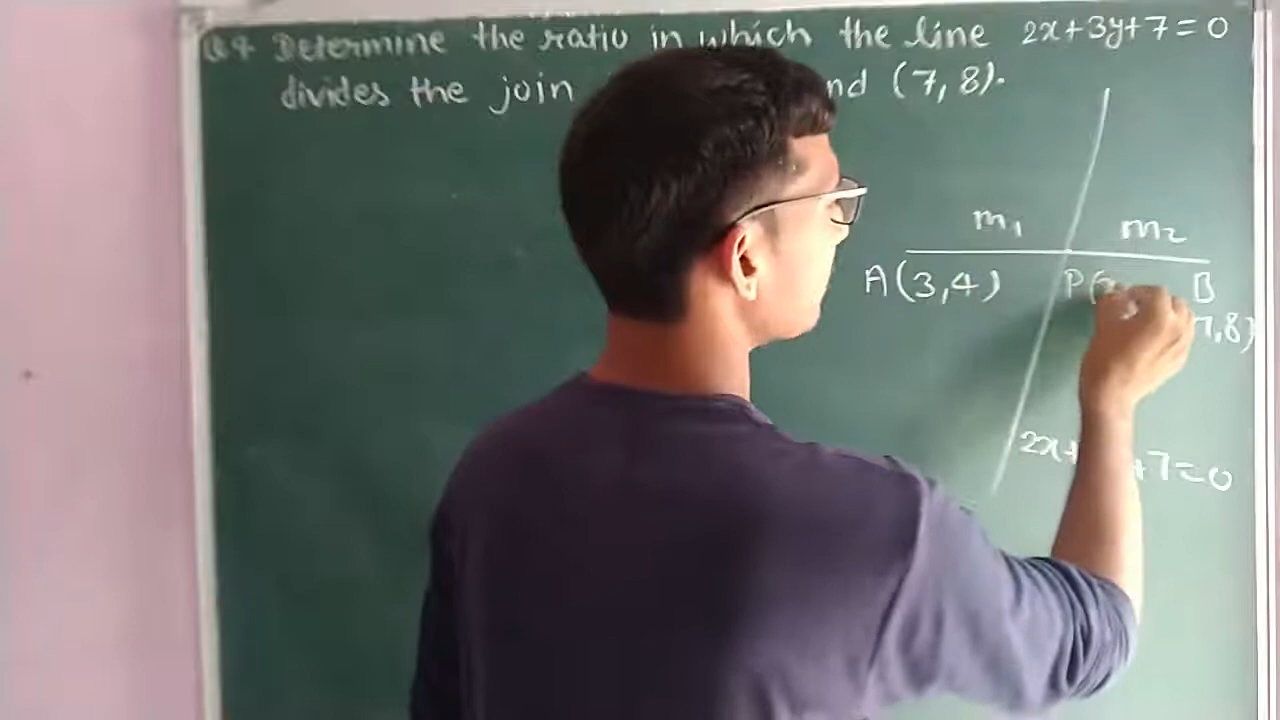 Q4 Determine the ratio in which the line 2x+3y+7=0
divides the join nd (7, 8).
m₁ m₂
A(3,4) P(x B
7,8)
2x+ +7=0